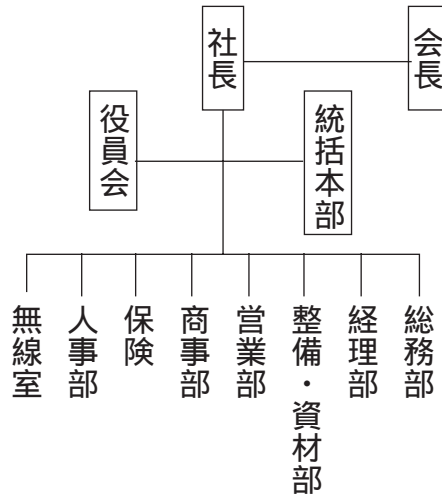 会長
社長
統括本部
役員会
総務部
経理部
整備・資材部
営業部
商事部
保険
人事部
無線室